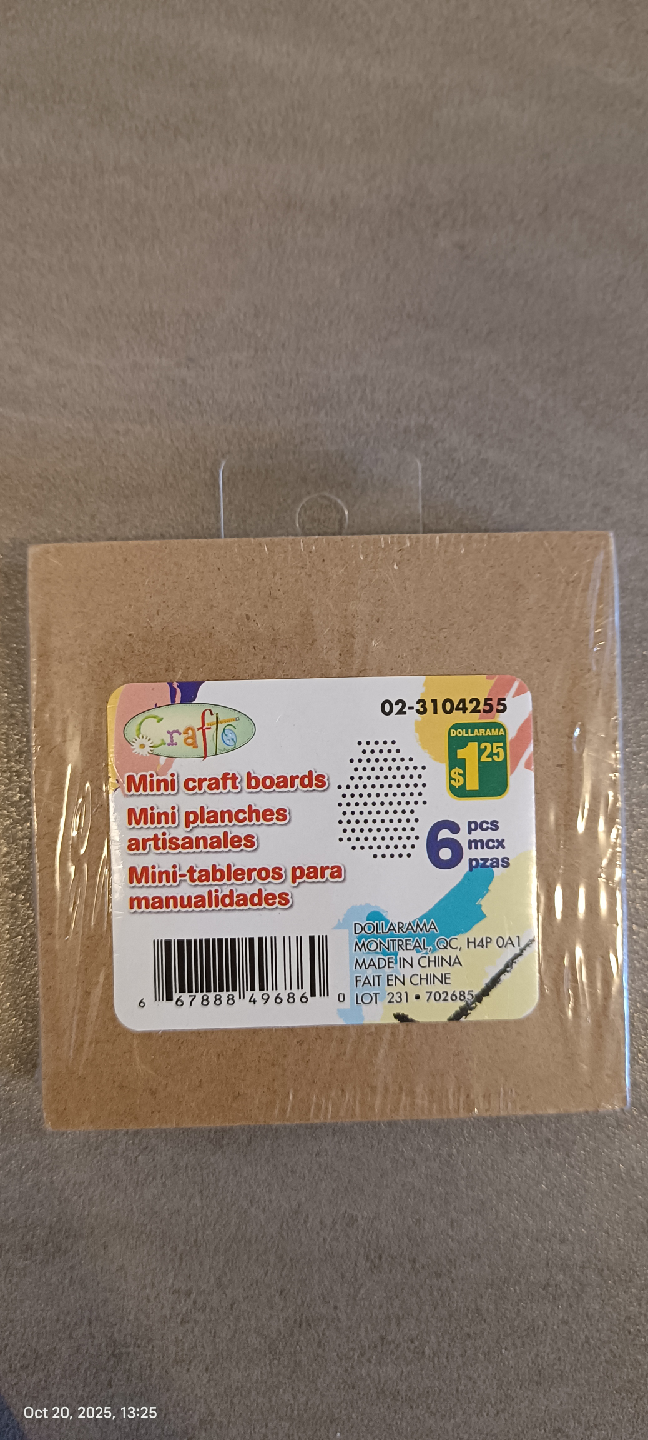 02-3104255
Crafts
DOLLARAMA
$1 25
Mini craft boards
Mini planches
artisanales
Mini-tableros para
manualidades
6 pcs
mcx
pzas
DOLLARAMA
MONTREAL, QC, H4P 0A1
MADE IN CHINA
FAIT EN CHINE
LOT 231 • 702685
6 67888 49686 0
Oct 20, 2025, 13:25